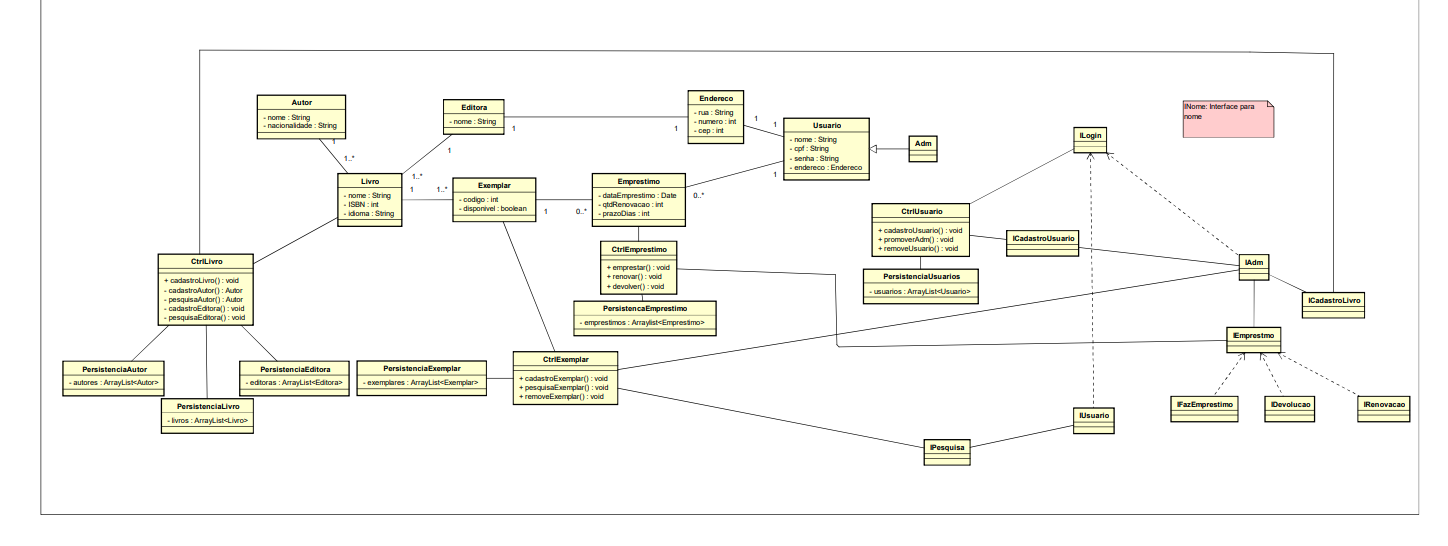 Autor
- nome : String
- nacionalidade : String
1
1..*
Editora
- nome : String
1
1
1..*
1
Endereco
- rua : String
- numero : int
- cep : int
1
1
Usuario
- nome : String
- cpf : String
- senha : String
- endereco : Endereco
1
Adm
INome: Interface para
nome
ILogin
Livro
- nome : String
- ISBN : int
- idioma : String
1
1..*
Exemplar
- codigo : int
- disponivel : boolean
1
0..*
Emprestimo
- dataEmprestimo : Date
- qtdRenovacao : int
- prazoDias : int
0..*
CtrlUsuario
+ cadastroUsuario() : void
+ promoverAdm() : void
+ removeUsuario() : void
ICadastroUsuario
PersistenciaUsuarios
- usuarios : ArrayList<Usuario>
IAdm
ICadastroLivro
CtrlLivro
+ cadastroLivro() : void
- cadastroAutor() : Autor
- pesquisaAutor() : Autor
- cadastroEditora() : void
- pesquisaEditora() : void
CtrlEmprestimo
+ emprestar() : void
+ renovar() : void
+ devolver() : void
PersistencaEmprestimo
- emprestimos : Arraylist<Emprestimo>
IEmprestmo
PersistenciaAutor
- autores : ArrayList<Autor>
PersistenciaEditora
- editoras : ArrayList<Editora>
PersistenciaExemplar
- exemplares : ArrayList<Exemplar>
CtrlExemplar
+ cadastroExemplar() : void
+ pesquisaExemplar() : void
+ removeExemplar() : void
PersistenciaLivro
- livros : ArrayList<Livro>
IUsuario
IPesquisa
IFazEmprestimo
IDevolucao
IRenovacao